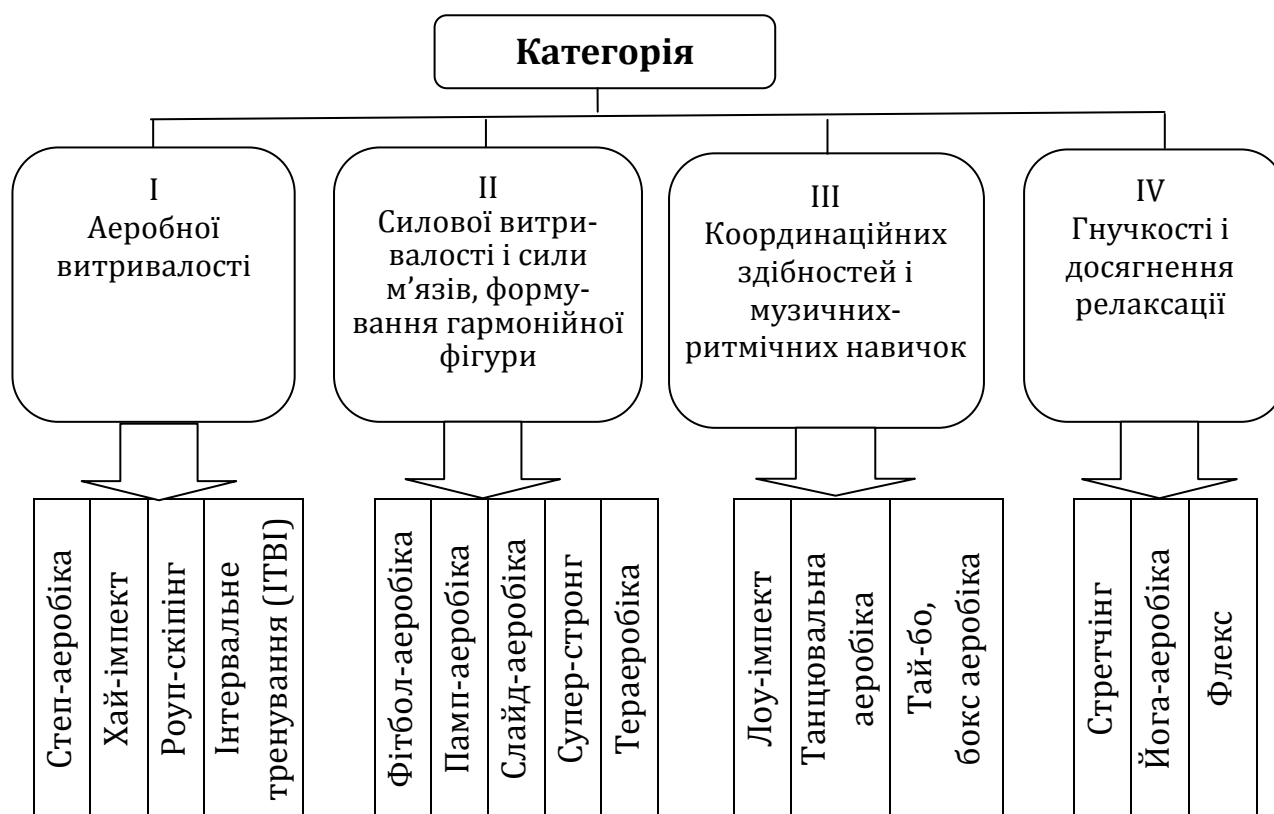 Категорія
I
Аеробної
витривалості
II
Силової витри-
валості і сили
м’язів, форму-
вання гармонійної
фігури
III
Координаційних
здібностей і
музичних-
ритмічних навичок
IV
Гнучкості і
досягнення
релаксації
Степ-аеробіка
Хай-імпект
Роуп-скіпінг
Інтервальне
тренування (ІТВІ)
Фітбол-аеробіка
Памп-аеробіка
Слайд-аеробіка
Супер-стронг
Тераеробіка
Лоу-імпект
Танцювальна
аеробіка
Тай-бо,
бокс аеробіка
Стретчінг
Йога-аеробіка
Флекс